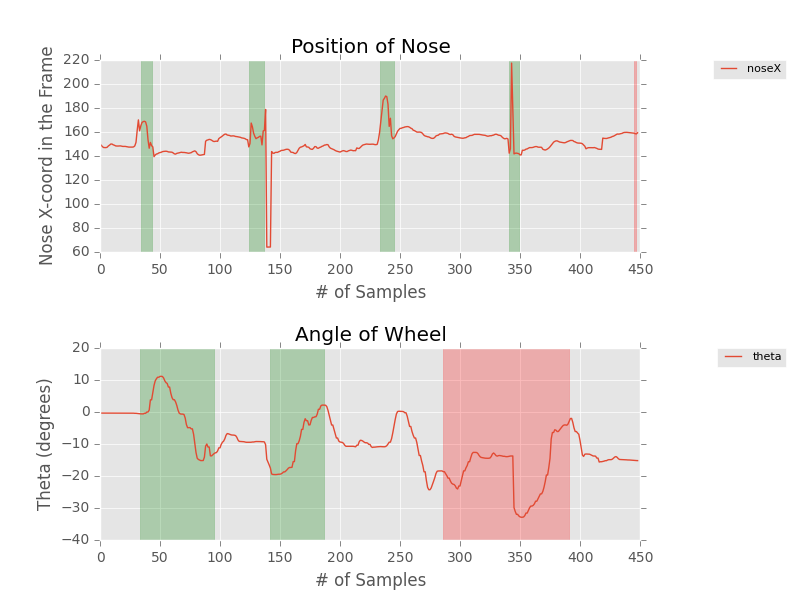 Position of Nose
220
200
180
160
140
120
100
80
60
Nose X-coord in the Frame
0 50 100 150 200 250 300 350 400 450
# of Samples
noseX
Angle of Wheel
20
10
0
−10
−20
−30
−40
Theta (degrees)
0 50 100 150 200 250 300 350 400 450
# of Samples
theta